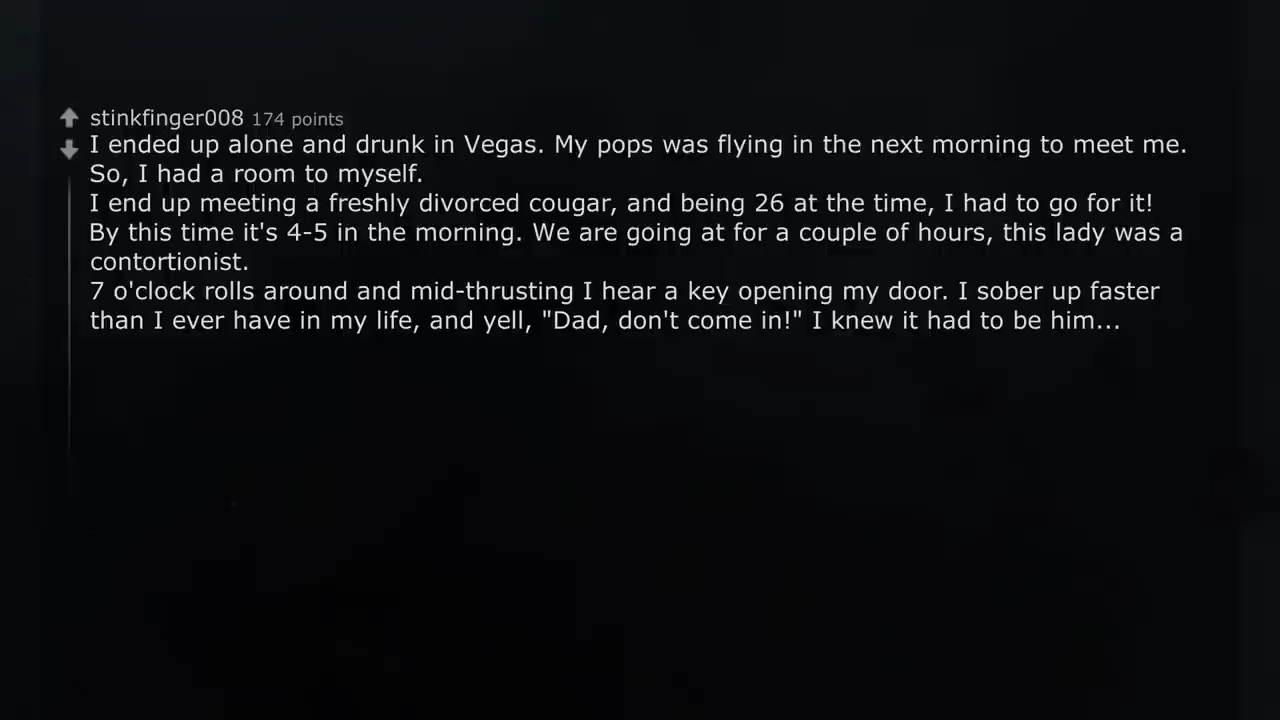 stinkfinger008 174 points
I ended up alone and drunk in Vegas. My pops was flying in the next morning to meet me.
So, I had a room to myself.
I end up meeting a freshly divorced cougar, and being 26 at the time, I had to go for it!
By this time it's 4-5 in the morning. We are going at for a couple of hours, this lady was a
contortionist.
7 o'clock rolls around and mid-thrusting I hear a key opening my door. I sober up faster
than I ever have in my life, and yell, "Dad, don't come in!" I knew it had to be him...